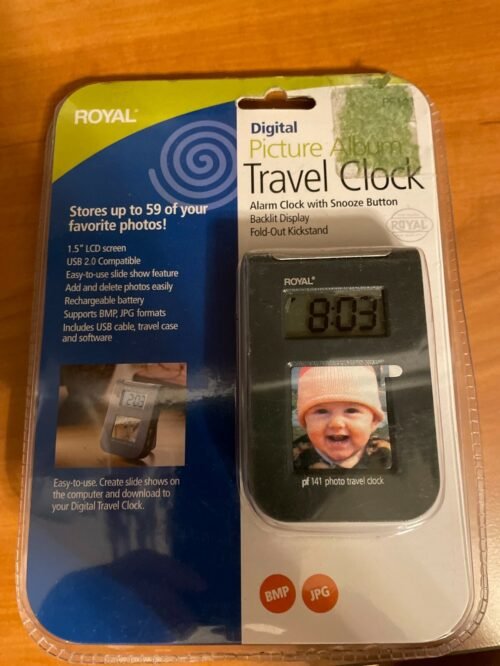 ROYAL®
Digital
Picture Album
Travel Clock
Alarm Clock with Snooze Button
Backlit Display
Fold-Out Kickstand
ROYAL
Stores up to 59 of your
favorite photos!
1.5" LCD screen
USB 2.0 Compatible
Easy-to-use slide show feature
Add and delete photos easily
Rechargeable battery
Supports BMP, JPG formats
Includes USB cable, travel case
and software
2:03
Easy-to-use. Create slide shows on
the computer and download to
your Digital Travel Clock.
ROYAL®
8:03
pf 141 photo travel clock
BMP
JPG